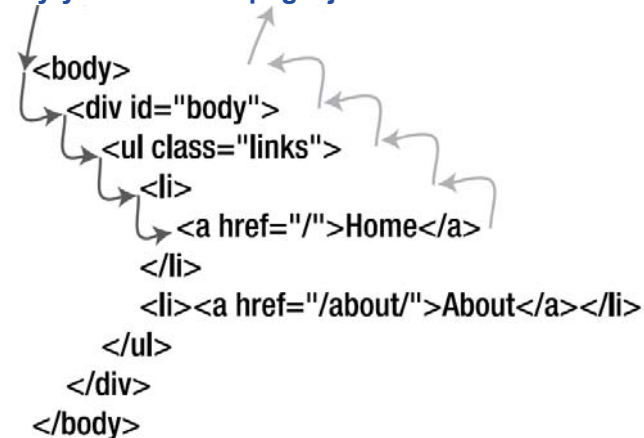 <body>
<div id="body">
<ul class="links">
<li>
<a href="/">Home</a>
</li>
<li><a href="/about/">About</a></li>
</ul>
</div>
</body>